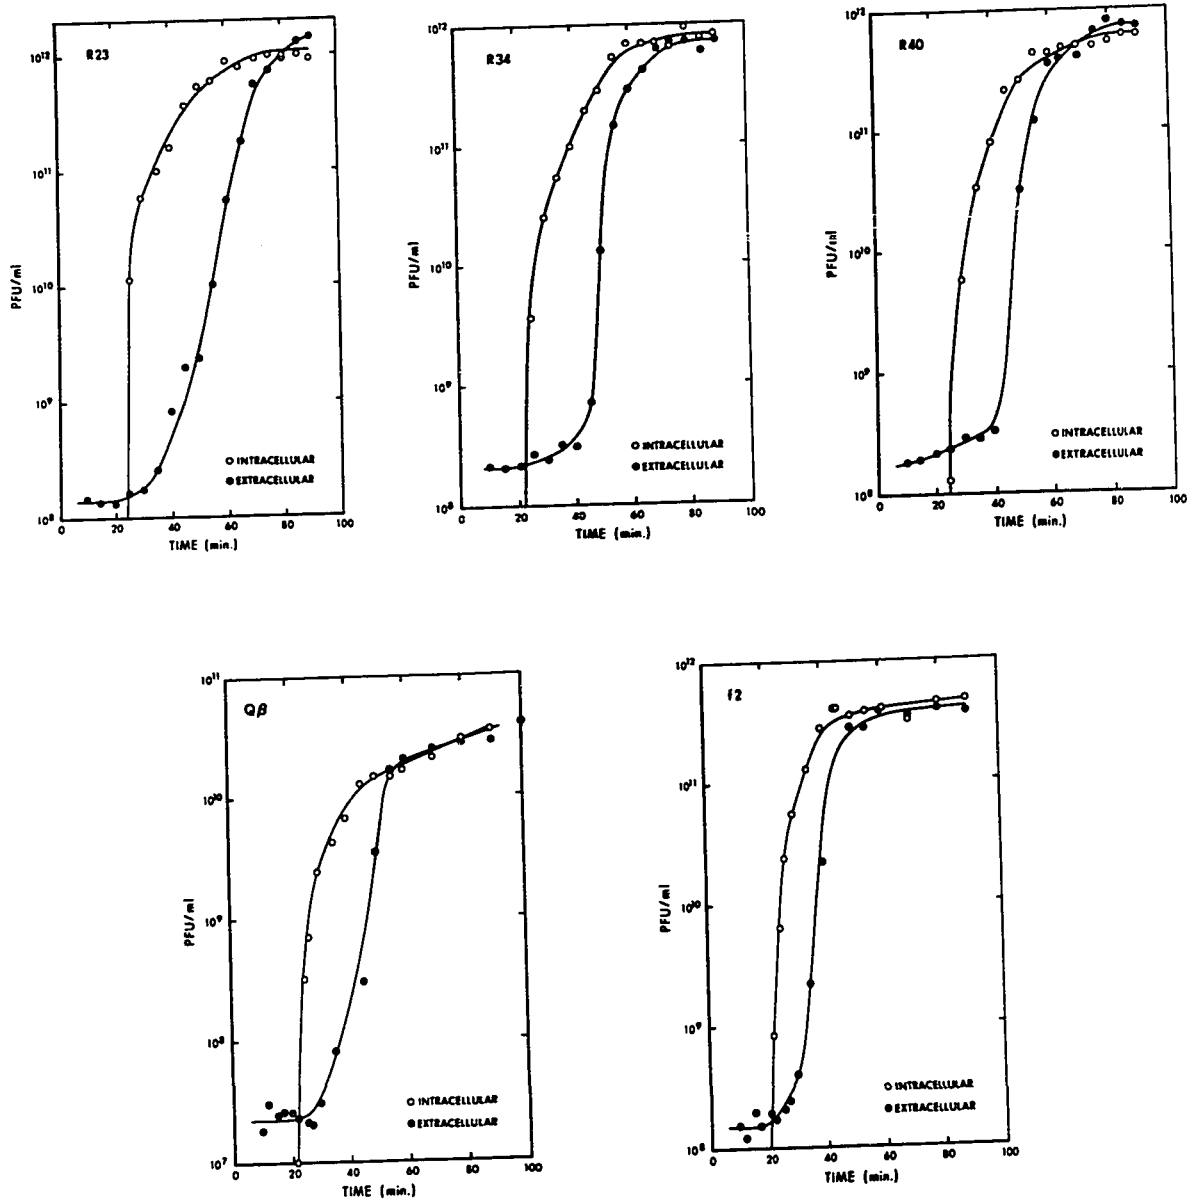 R23
10¹²
10¹¹
10¹⁰
10⁹
10⁸
PFU/ml
O INTRACELLULAR
● EXTRACELLULAR
0 20 40 60 80 100
TIME (min.)
R34
10¹²
10¹¹
10¹⁰
10⁹
10⁸
PFU/ml
O INTRACELLULAR
● EXTRACELLULAR
0 20 40 60 80 100
TIME (min.)
R40
10¹²
10¹¹
10¹⁰
10⁹
10⁸
PFU/ml
O INTRACELLULAR
● EXTRACELLULAR
0 20 40 60 80 100
TIME (min.)
Qβ
10¹¹
10¹⁰
10⁹
10⁸
10⁷
PFU/ml
O INTRACELLULAR
● EXTRACELLULAR
0 20 40 60 80 100
TIME (min.)
f2
10¹²
10¹¹
10¹⁰
10⁹
10⁸
PFU/ml
O INTRACELLULAR
● EXTRACELLULAR
0 20 40 60 80 100
TIME (min.)